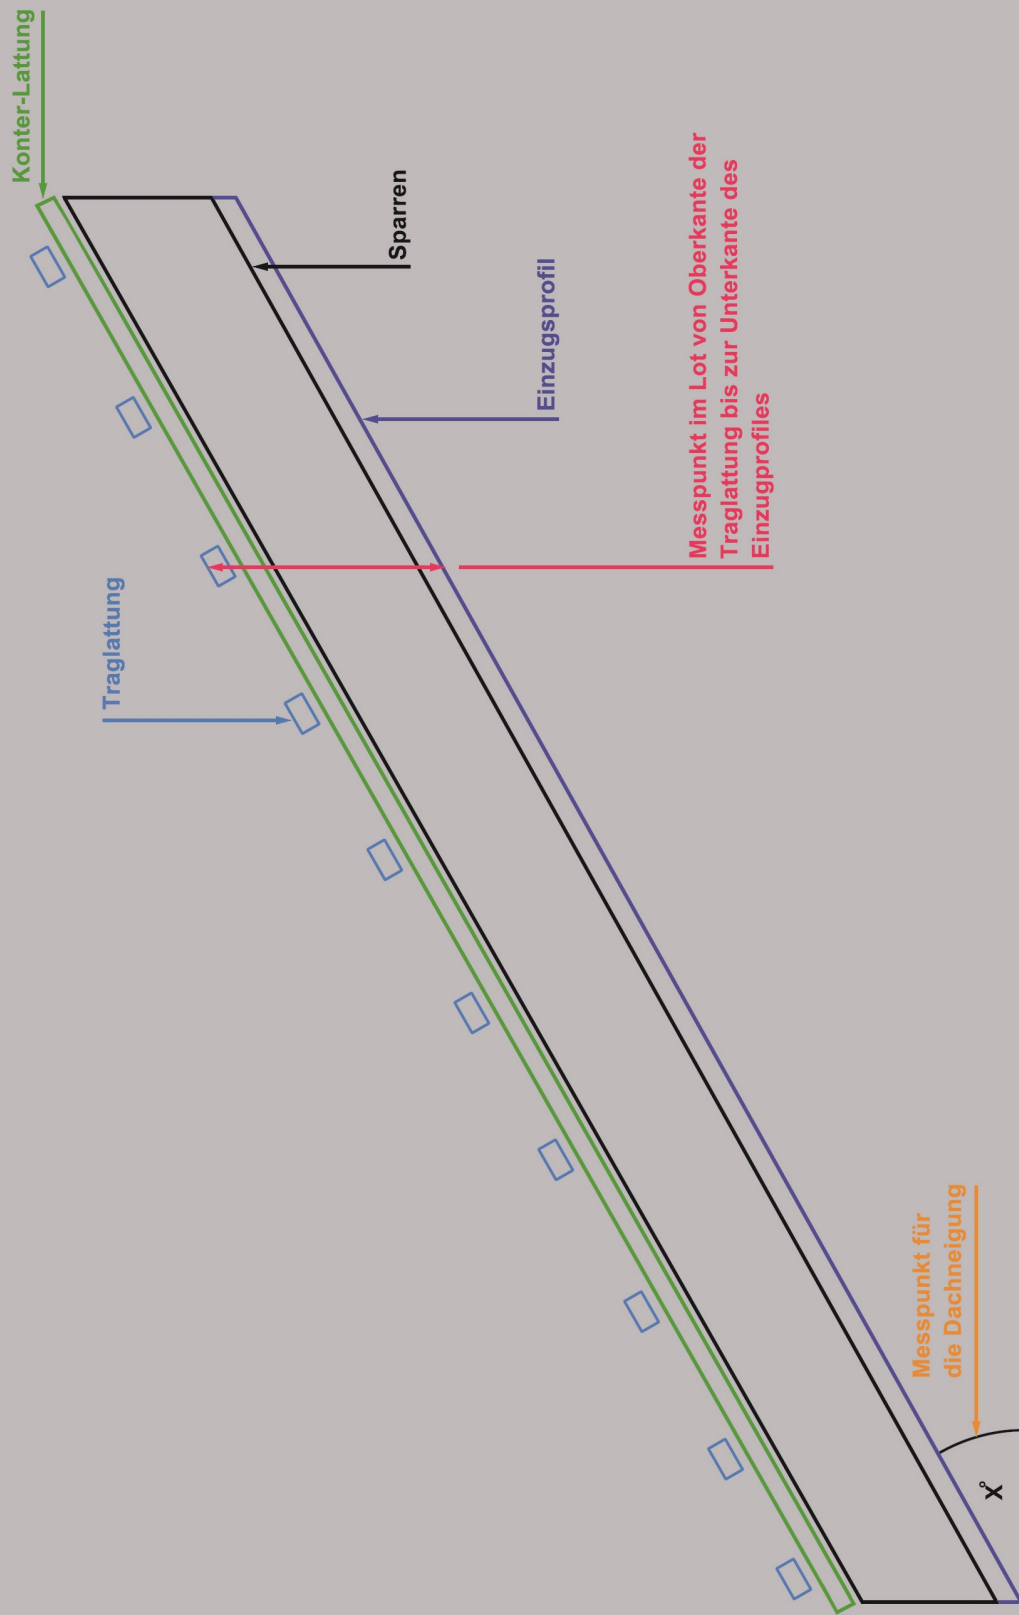 Konter-Lattung
Traglattung
Sparren
Einzugsprofil
Messpunkt im Lot von Oberkante der
Traglattung bis zur Unterkante des
Einzugprofiles
Messpunkt für
die Dachneigung
X°